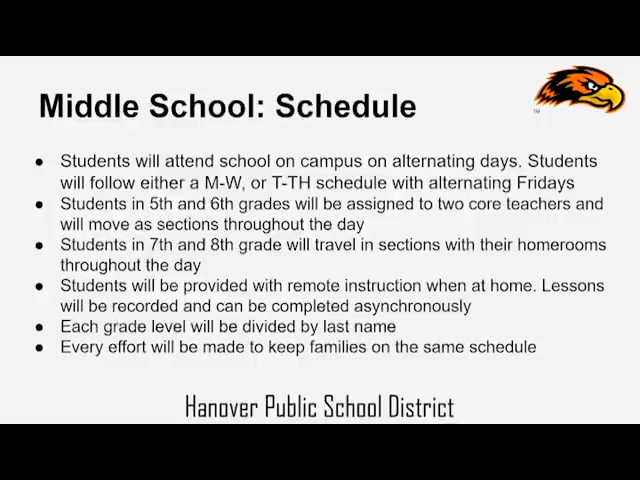 Middle School: Schedule
TM
● Students will attend school on campus on alternating days. Students
will follow either a M-W, or T-TH schedule with alternating Fridays
● Students in 5th and 6th grades will be assigned to two core teachers and
will move as sections throughout the day
● Students in 7th and 8th grade will travel in sections with their homerooms
throughout the day
● Students will be provided with remote instruction when at home. Lessons
will be recorded and can be completed asynchronously
● Each grade level will be divided by last name
● Every effort will be made to keep families on the same schedule
Hanover Public School District